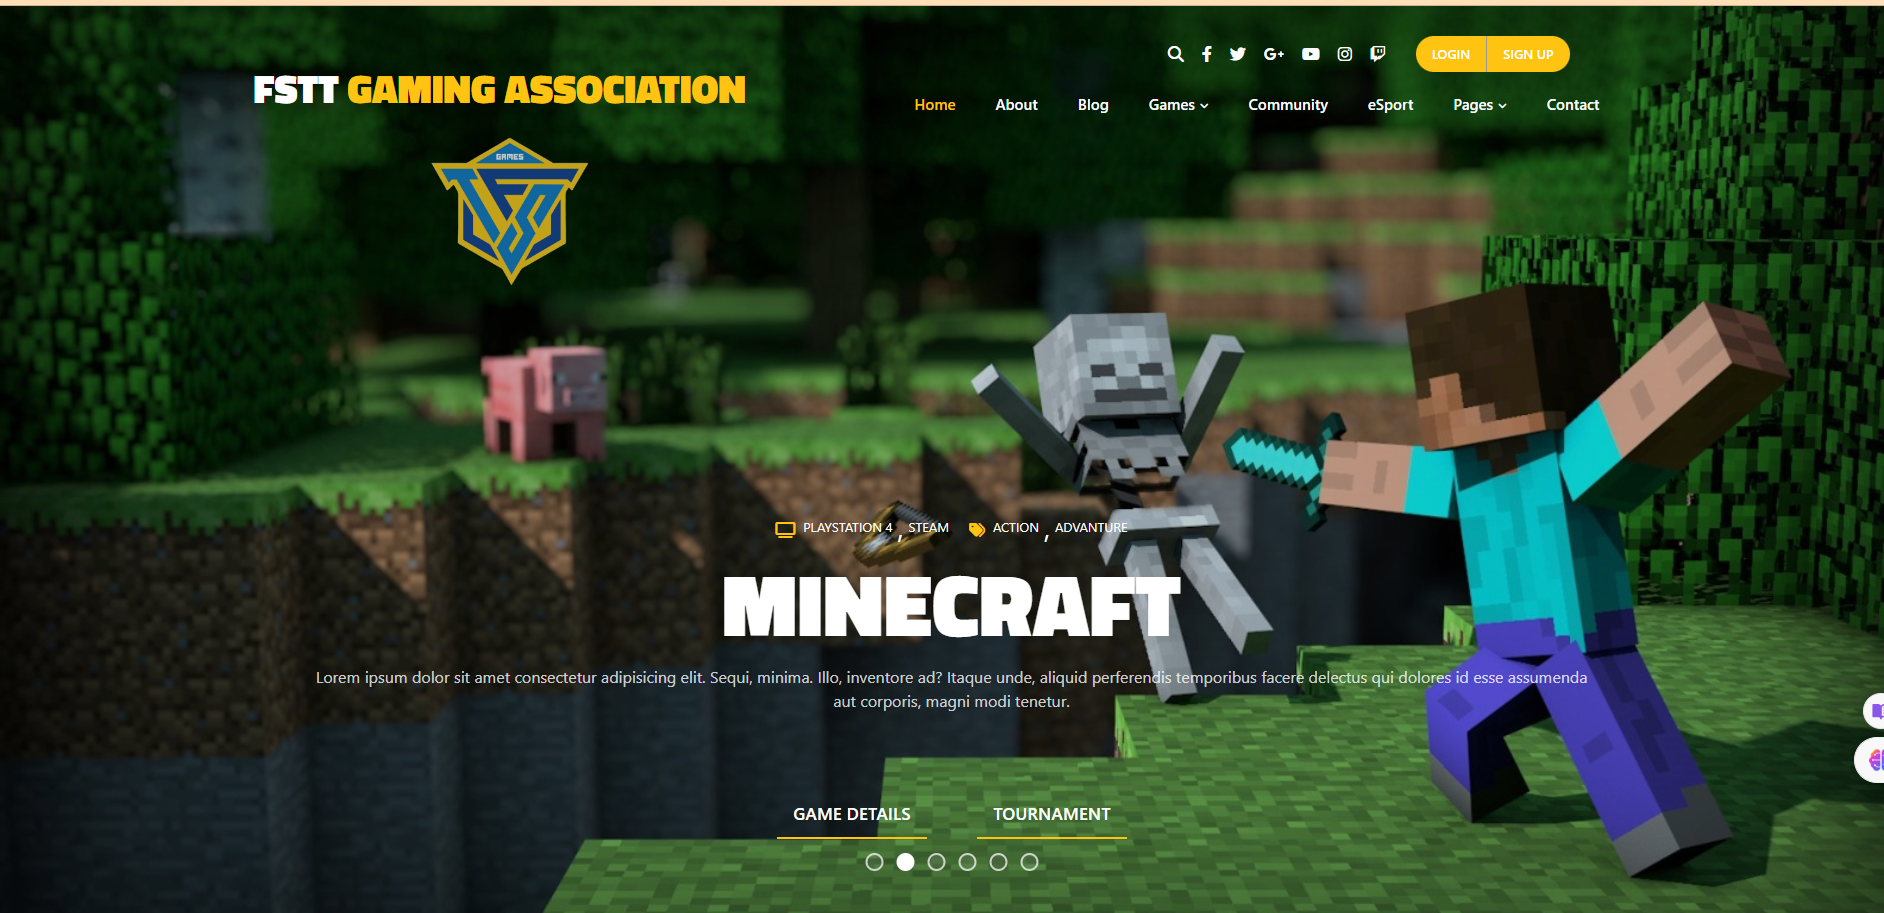 LOGIN SIGN UP
FSTT GAMING ASSOCIATION
Home About Blog Games Community eSport Pages Contact
GAMES
PLAYSTATION 4 , STEAM ACTION , ADVANTURE
MINECRAFT
Lorem ipsum dolor sit amet consectetur adipisicing elit. Sequi, minima. Illo, inventore ad? Itaque unde, aliquid perferendis temporibus facere delectus qui dolores id esse assumenda
aut corporis, magni modi tenetur.
GAME DETAILS TOURNAMENT